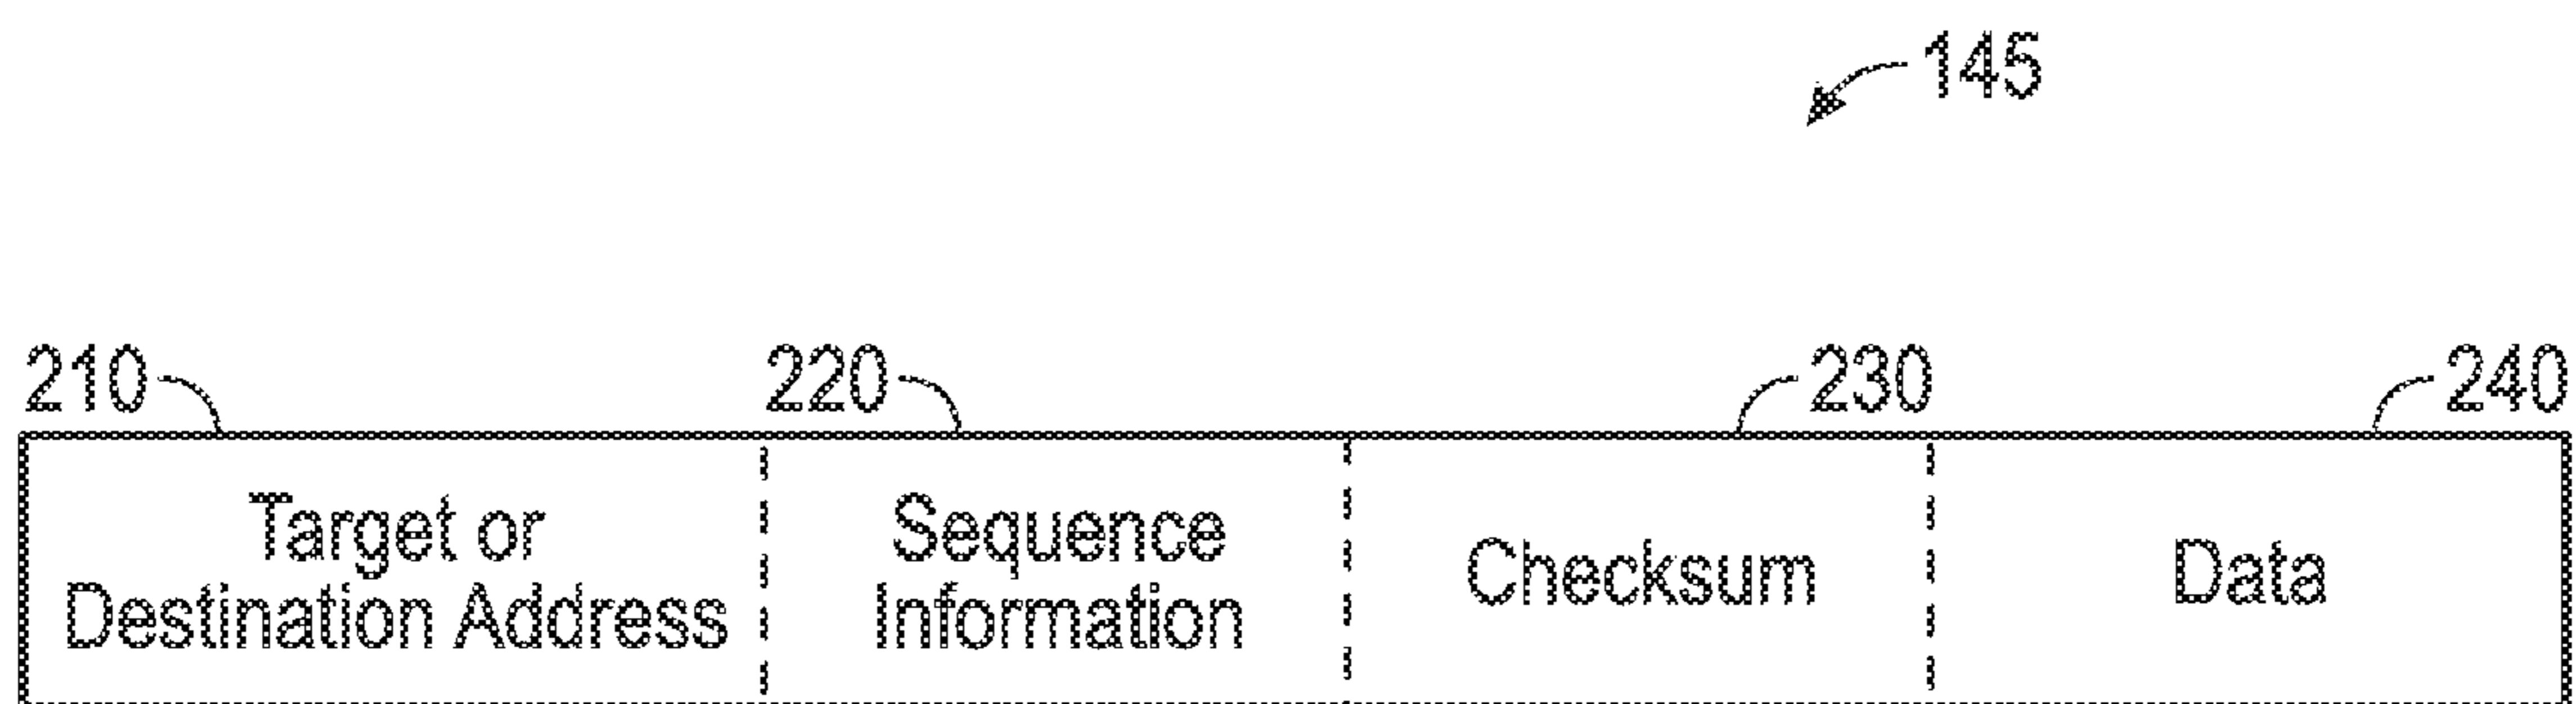 145
210
220
230
240
Target or
Destination Address
Sequence
Information
Checksum
Data